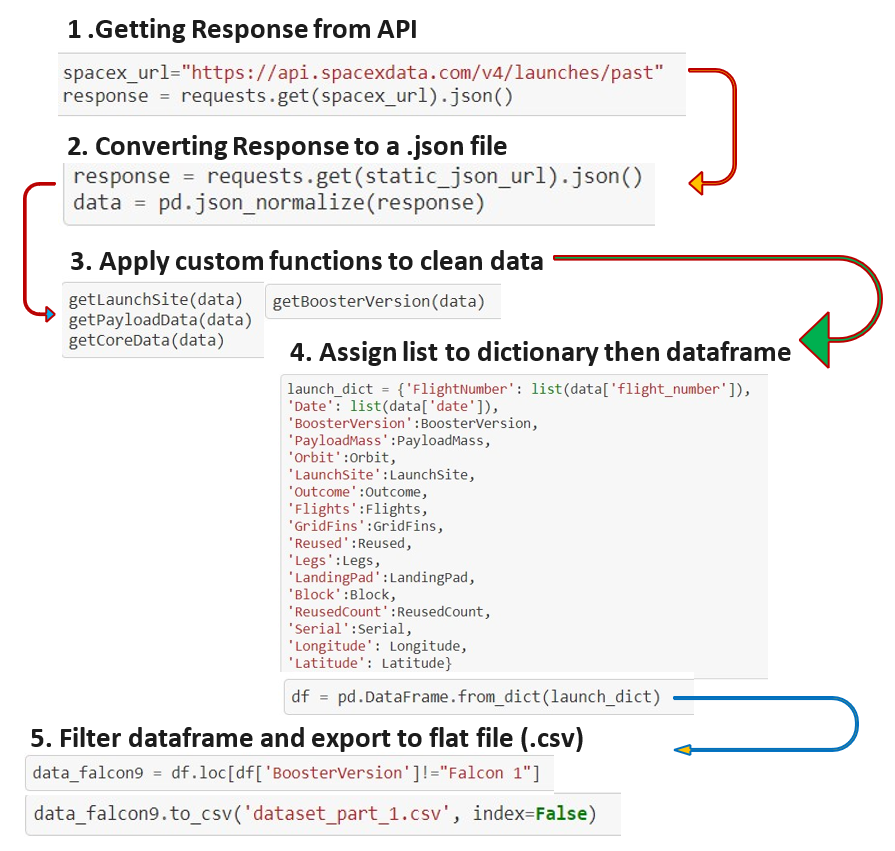 1 .Getting Response from API
spacex_url="https://api.spacexdata.com/v4/launches/past"
response = requests.get(spacex_url).json()
2. Converting Response to a .json file
response = requests.get(static_json_url).json()
data = pd.json_normalize(response)
3. Apply custom functions to clean data
getLaunchSite(data)
getPayloadData(data)
getCoreData(data)
getBoosterVersion(data)
4. Assign list to dictionary then dataframe
launch_dict = {'FlightNumber': list(data['flight_number']),
'Date': list(data['date']),
'BoosterVersion':BoosterVersion,
'PayloadMass':PayloadMass,
'Orbit':Orbit,
'LaunchSite':LaunchSite,
'Outcome':Outcome,
'Flights':Flights,
'GridFins':GridFins,
'Reused':Reused,
'Legs':Legs,
'LandingPad':LandingPad,
'Block':Block,
'ReusedCount':ReusedCount,
'Serial':Serial,
'Longitude': Longitude,
'Latitude': Latitude}
df = pd.DataFrame.from_dict(launch_dict)
5. Filter dataframe and export to flat file (.csv)
data_falcon9 = df.loc[df['BoosterVersion']!="Falcon 1"]
data_falcon9.to_csv('dataset_part_1.csv', index=False)